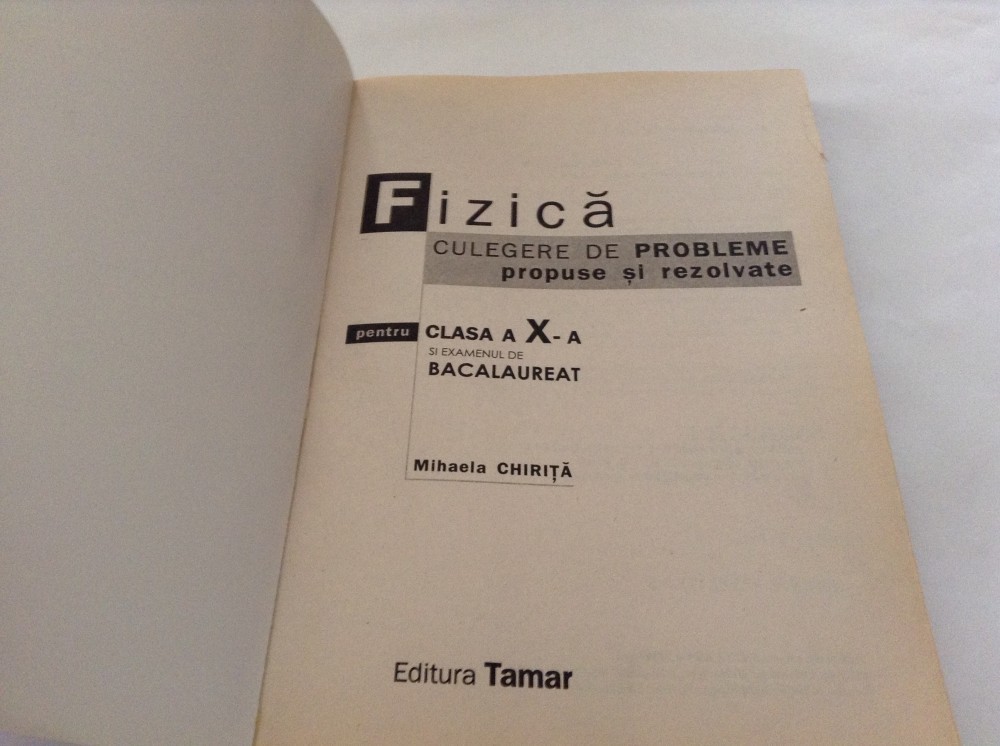 Fizică
CULEGERE DE PROBLEME
propuse și rezolvate
pentru CLASA A X-A
SI EXAMENUL DE
BACALAUREAT
Mihaela CHIRIȚĂ
Editura Tamar